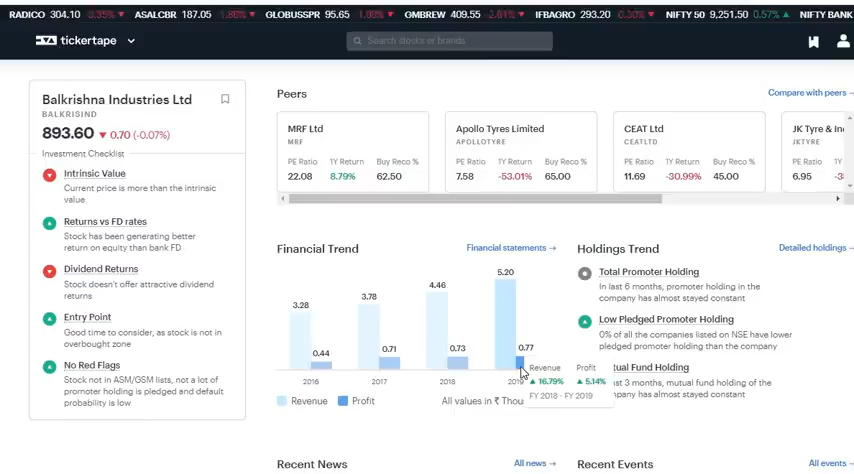 RADICO 304.10 0.35% ASALCBR 187.05 1.86% GLOBUSSPR 95.65 1.88% GMBREW 409.55 2.61% IFBAGRO 293.20 0.30% NIFTY 50 9,251.50 0.57% NIFTY BANK
tickertape
Search stocks or brands
Balkrishna Industries Ltd
BALKRISIND
893.60 0.70 (-0.07%)
Investment Checklist
Intrinsic Value
Current price is more than the intrinsic
value
Returns vs FD rates
Stock has been generating better
return on equity than bank FD
Dividend Returns
Stock doesn't offer attractive dividend
returns
Entry Point
Good time to consider, as stock is not in
overbought zone
No Red Flags
Stock not in ASM/GSM lists, not a lot of
promoter holding is pledged and default
probability is low
Peers
Compare with peers →
MRF Ltd
MRF
PE Ratio 1Y Return Buy Reco %
22.08 8.79% 62.50
Apollo Tyres Limited
APOLLOTYRE
PE Ratio 1Y Return Buy Reco %
7.58 -53.01% 65.00
CEAT Ltd
CEATLTD
PE Ratio 1Y Return Buy Reco %
11.69 -30.99% 45.00
JK Tyre & In
JKTYRE
PE Ratio 1Y
6.95
Financial Trend
Financial statements →
5.20
4.46
3.78
3.28
0.77
0.73
0.71
0.44
2016 2017 2018 2019
Revenue Profit
16.79% 5.14%
FY 2018 - FY 2019
Revenue Profit All values in ₹ Thou
Holdings Trend
Detailed holdings →
Total Promoter Holding
In last 6 months, promoter holding in the
company has almost stayed constant
Low Pledged Promoter Holding
0% of all the companies listed on NSE have lower
pledged promoter holding than the company
tual Fund Holding
ast 3 months, mutual fund holding of the
company has almost stayed constant
Recent News
All news →
Recent Events
All events →